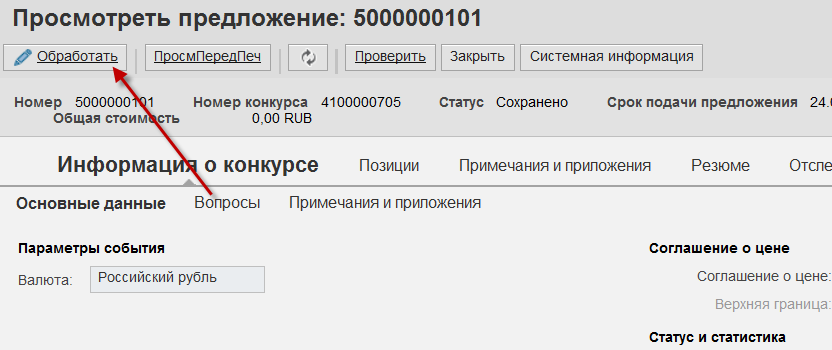 Просмотреть предложение: 5000000101
Обработать ПросмПередПеч Проверить Закрыть Системная информация
Номер 5000000101 Номер конкурса 4100000705 Статус Сохранено Срок подачи предложения 24.0
Общая стоимость 0,00 RUB
Информация о конкурсе Позиции Примечания и приложения Резюме Отсле
Основные данные Вопросы Примечания и приложения
Параметры события Соглашение о цене
Валюта: Российский рубль Соглашение о цене:
Верхняя граница:
Статус и статистика